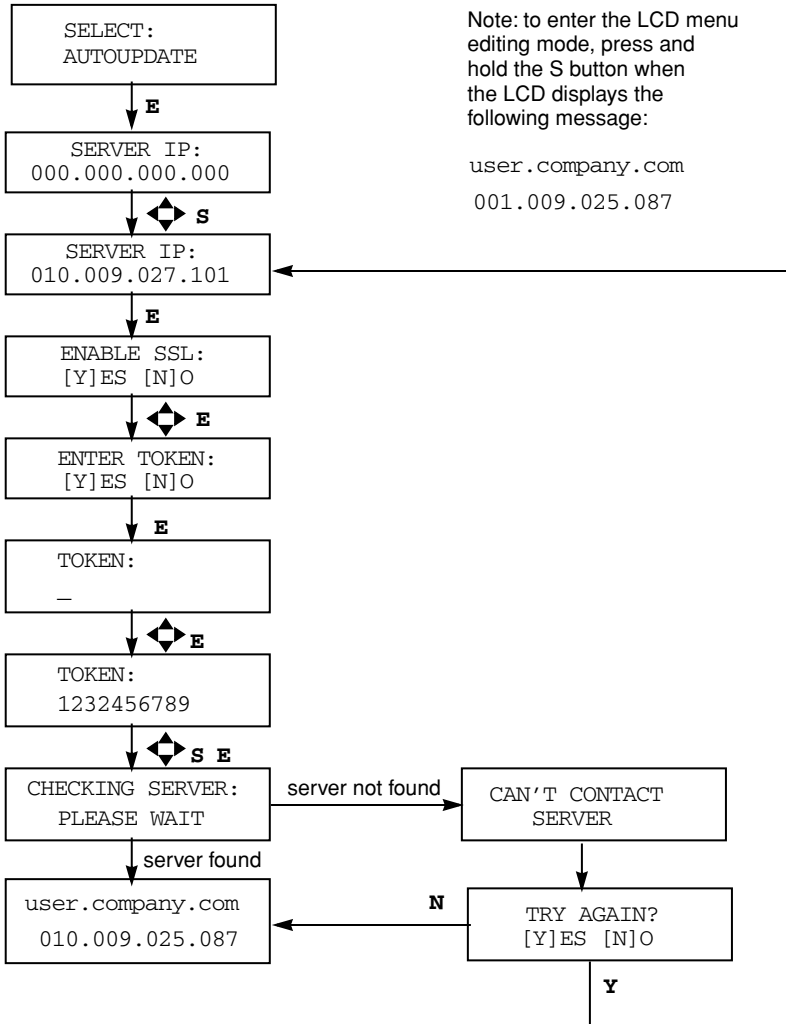 SELECT:
AUTOUPDATE
E
SERVER IP:
000.000.000.000
S
SERVER IP:
010.009.027.101
E
ENABLE SSL:
[Y]ES [N]O
E
ENTER TOKEN:
[Y]ES [N]O
E
TOKEN:
_
E
TOKEN:
1232456789
S E
CHECKING SERVER:
PLEASE WAIT
server not found
CAN'T CONTACT
SERVER
server found
user.company.com
010.009.025.087
N
TRY AGAIN?
[Y]ES [N]O
Y
Note: to enter the LCD menu
editing mode, press and
hold the S button when
the LCD displays the
following message:
user.company.com
001.009.025.087